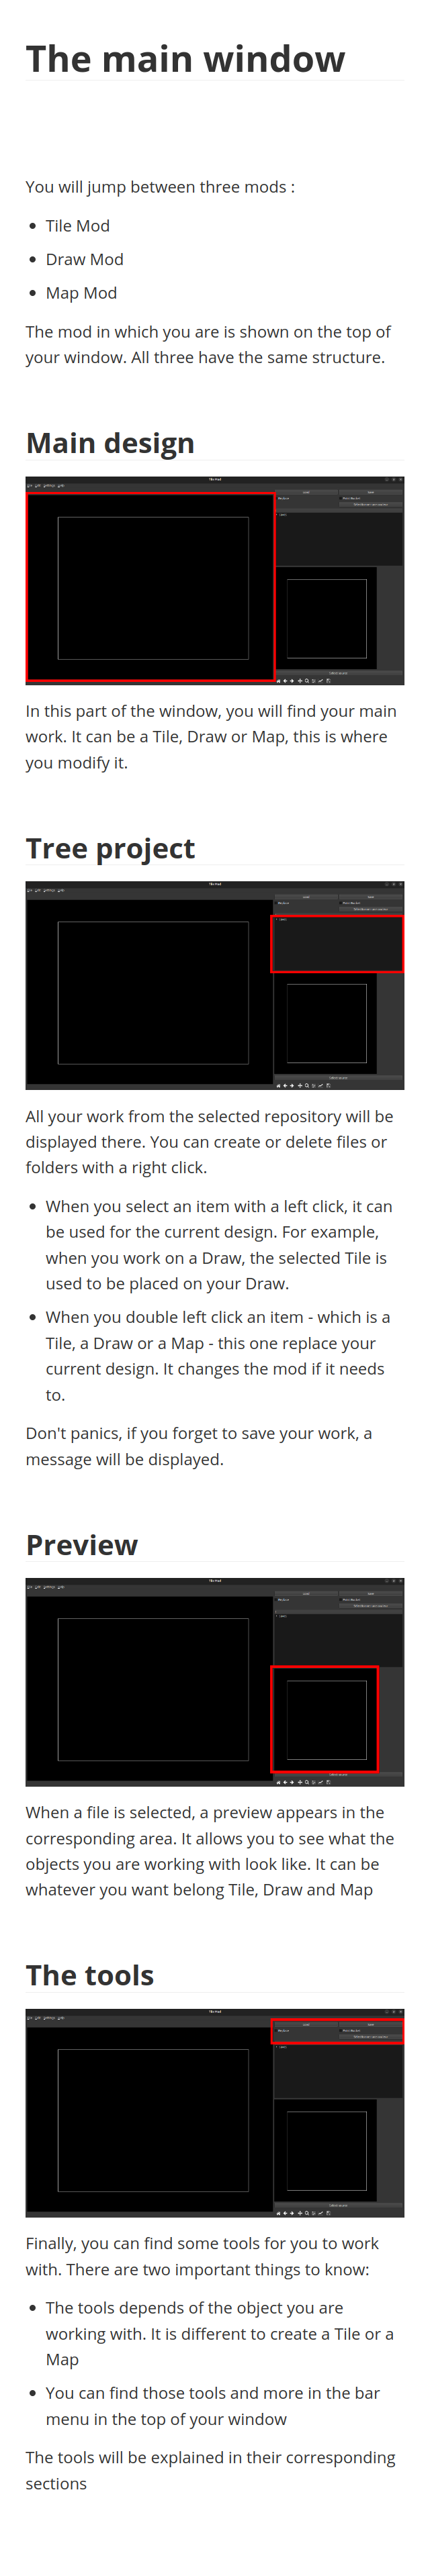 The main window
You will jump between three mods :
Tile Mod
Draw Mod
Map Mod
The mod in which you are is shown on the top of
your window. All three have the same structure.
Main design
In this part of the window, you will find your main
work. It can be a Tile, Draw or Map, this is where
you modify it.
Tree project
All your work from the selected repository will be
displayed there. You can create or delete files or
folders with a right click.
When you select an item with a left click, it can
be used for the current design. For example,
when you work on a Draw, the selected Tile is
used to be placed on your Draw.
When you double left click an item - which is a
Tile, a Draw or a Map - this one replace your
current design. It changes the mod if it needs
to.
Don't panics, if you forget to save your work, a
message will be displayed.
Preview
When a file is selected, a preview appears in the
corresponding area. It allows you to see what the
objects you are working with look like. It can be
whatever you want belong Tile, Draw and Map
The tools
Finally, you can find some tools for you to work
with. There are two important things to know:
The tools depends of the object you are
working with. It is different to create a Tile or a
Map
You can find those tools and more in the bar
menu in the top of your window
The tools will be explained in their corresponding
sections